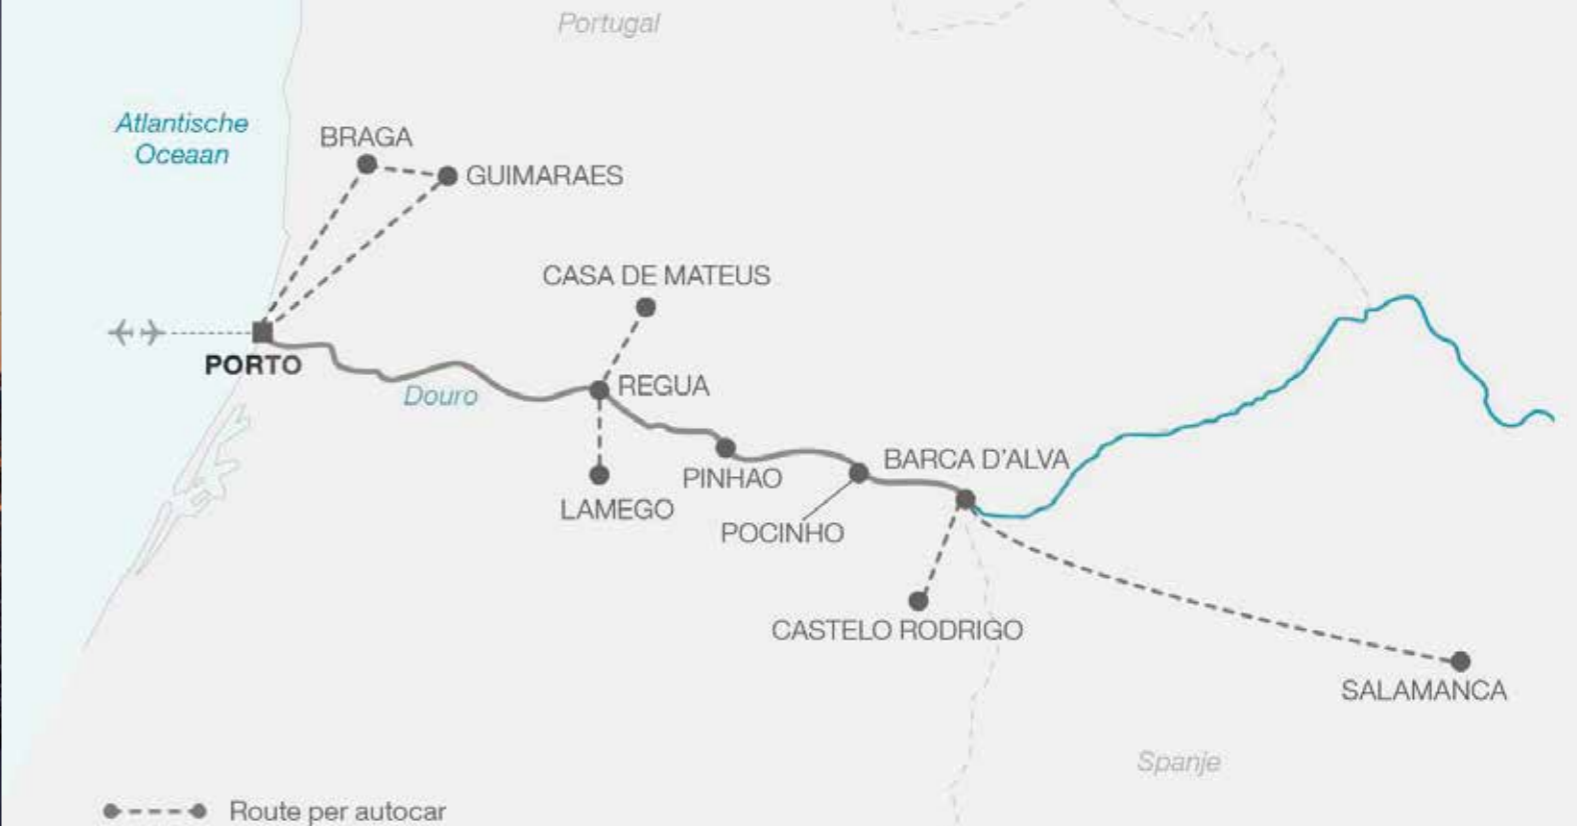 Portugal
Atlantische
Oceaan
BRAGA
GUIMARAES
CASA DE MATEUS
PORTO
REGUA
Douro
BARCA D'ALVA
PINHAO
LAMEGO
POCINHO
CASTELO RODRIGO
SALAMANCA
Spanje
Route per autocar